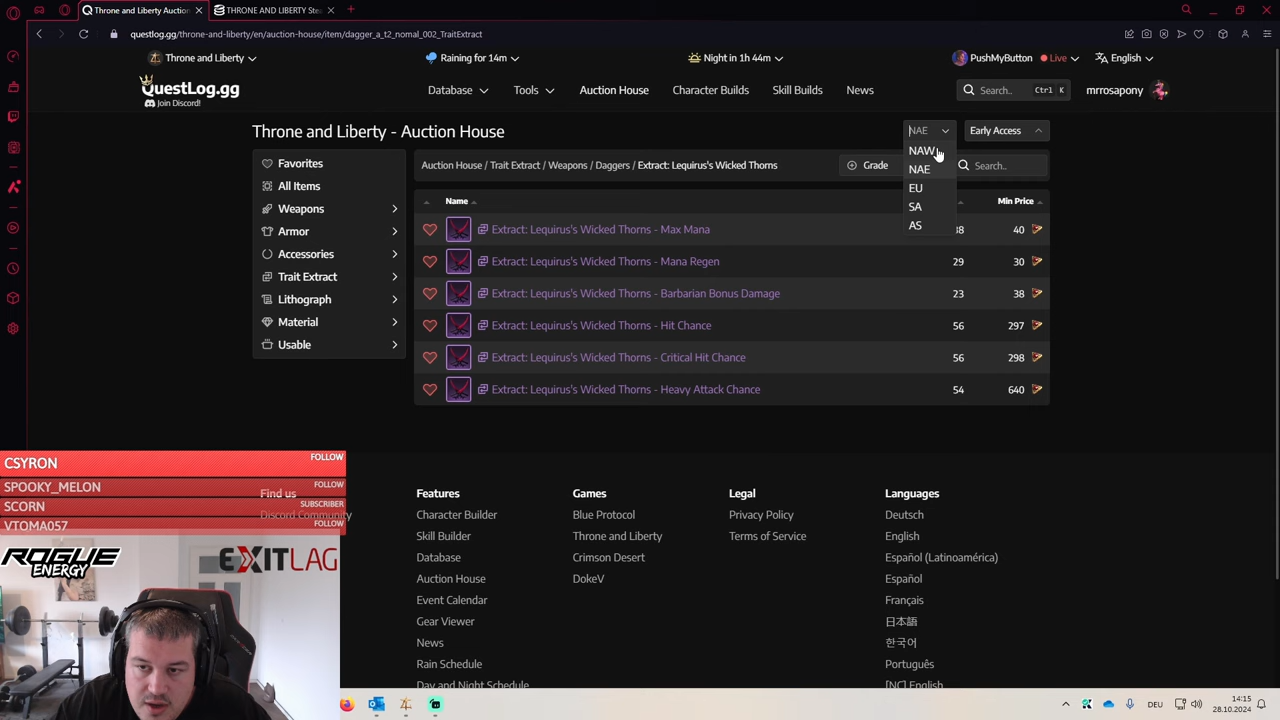 Throne and Liberty Auction
THRONE AND LIBERTY Stea
questlog.gg/throne-and-liberty/en/auction-house/item/dagger_a_t2_nomal_002_TraitExtract
Throne and Liberty
Raining for 14m
Night in 1h 44m
PushMyButton
Live
English
QuestLog.gg
Join Discord!
Database
Tools
Auction House
Character Builds
Skill Builds
News
Search..
Ctrl K
mrrosapony
Throne and Liberty - Auction House
NAE
Early Access
NAW
NAE
EU
SA
AS
Favorites
All Items
Weapons
Armor
Accessories
Trait Extract
Lithograph
Material
Usable
Auction House / Trait Extract / Weapons / Daggers / Extract: Lequirus's Wicked Thorns
Grade
Search..
Name
Min Price
Extract: Lequirus's Wicked Thorns - Max Mana
40
Extract: Lequirus's Wicked Thorns - Mana Regen
29
30
Extract: Lequirus's Wicked Thorns - Barbarian Bonus Damage
23
38
Extract: Lequirus's Wicked Thorns - Hit Chance
56
297
Extract: Lequirus's Wicked Thorns - Critical Hit Chance
56
298
Extract: Lequirus's Wicked Thorns - Heavy Attack Chance
54
640
CSYRON
FOLLOW
SPOOKY_MELON
FOLLOW
SCORN
SUBSCRIBER
VTOMA057
FOLLOW
Find us
Discord Community
ROGUE
ENERGY
EXITLAG
Features
Character Builder
Skill Builder
Database
Auction House
Event Calendar
Gear Viewer
News
Rain Schedule
Day and Night Schedule
Games
Blue Protocol
Throne and Liberty
Crimson Desert
DokeV
Legal
Privacy Policy
Terms of Service
Languages
Deutsch
English
Español (Latinoamérica)
Español
Français
日本語
한국어
Português
[NC] English
DEU
14:15
28.10.2024